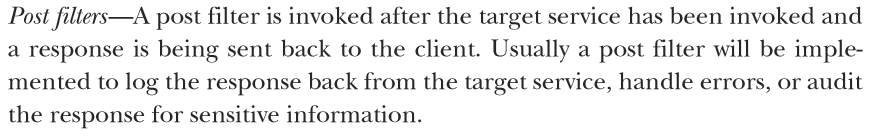 Post filters—A post filter is invoked after the target service has been invoked and
a response is being sent back to the client. Usually a post filter will be imple-
mented to log the response back from the target service, handle errors, or audit
the response for sensitive information.